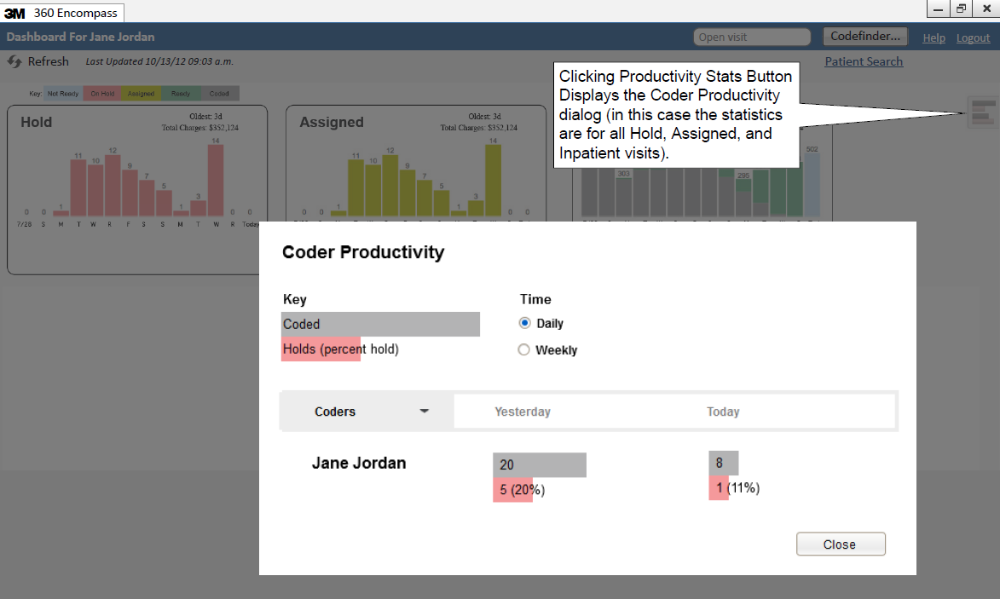 3M 360 Encompass
Dashboard For Jane Jordan
Open visit
Codefinder...
Help
Logout
Refresh
Last Updated 10/13/12 09:03 a.m.
Patient Search
Clicking Productivity Stats Button
Displays the Coder Productivity
dialog (in this case the statistics
are for all Hold, Assigned, and
Inpatient visits).
Key: Not Ready On Hold Assigned Ready Coded
Hold
Oldest: 3d
Total Charges: $352,124
0 0 1 11 10 12 9 7 5 1 3 14 0 0
7/28 S M T W R F S S M T W R Today
Assigned
Oldest: 3d
Total Charges: $352,124
0 0 1 11 10 12 9 7 5 1 3 14 0 0
303 295 502
Coder Productivity
Key
Coded
Holds (percent hold)
Time
Daily
Weekly
Coders
Yesterday
Today
Jane Jordan
20
5 (20%)
8
1 (11%)
Close